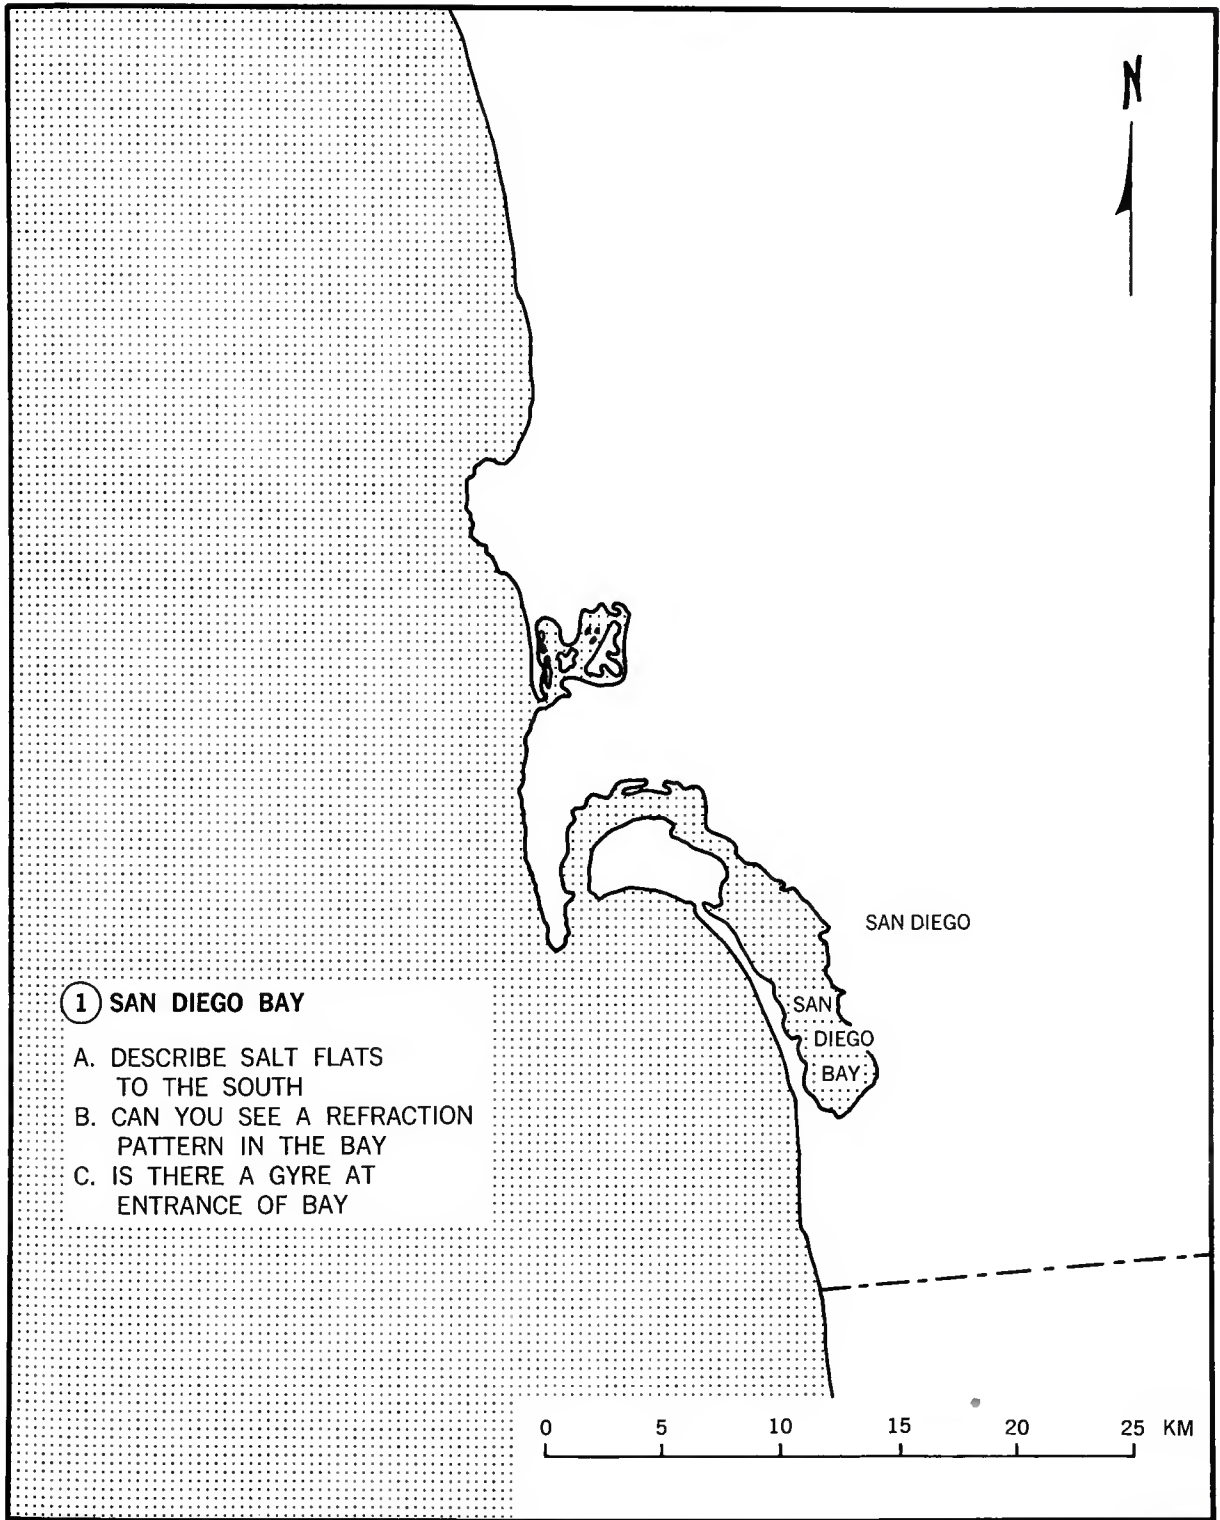 N
SAN DIEGO
SAN
DIEGO
BAY
1 SAN DIEGO BAY
A. DESCRIBE SALT FLATS
TO THE SOUTH
B. CAN YOU SEE A REFRACTION
PATTERN IN THE BAY
C. IS THERE A GYRE AT
ENTRANCE OF BAY
0 5 10 15 20 25 KM